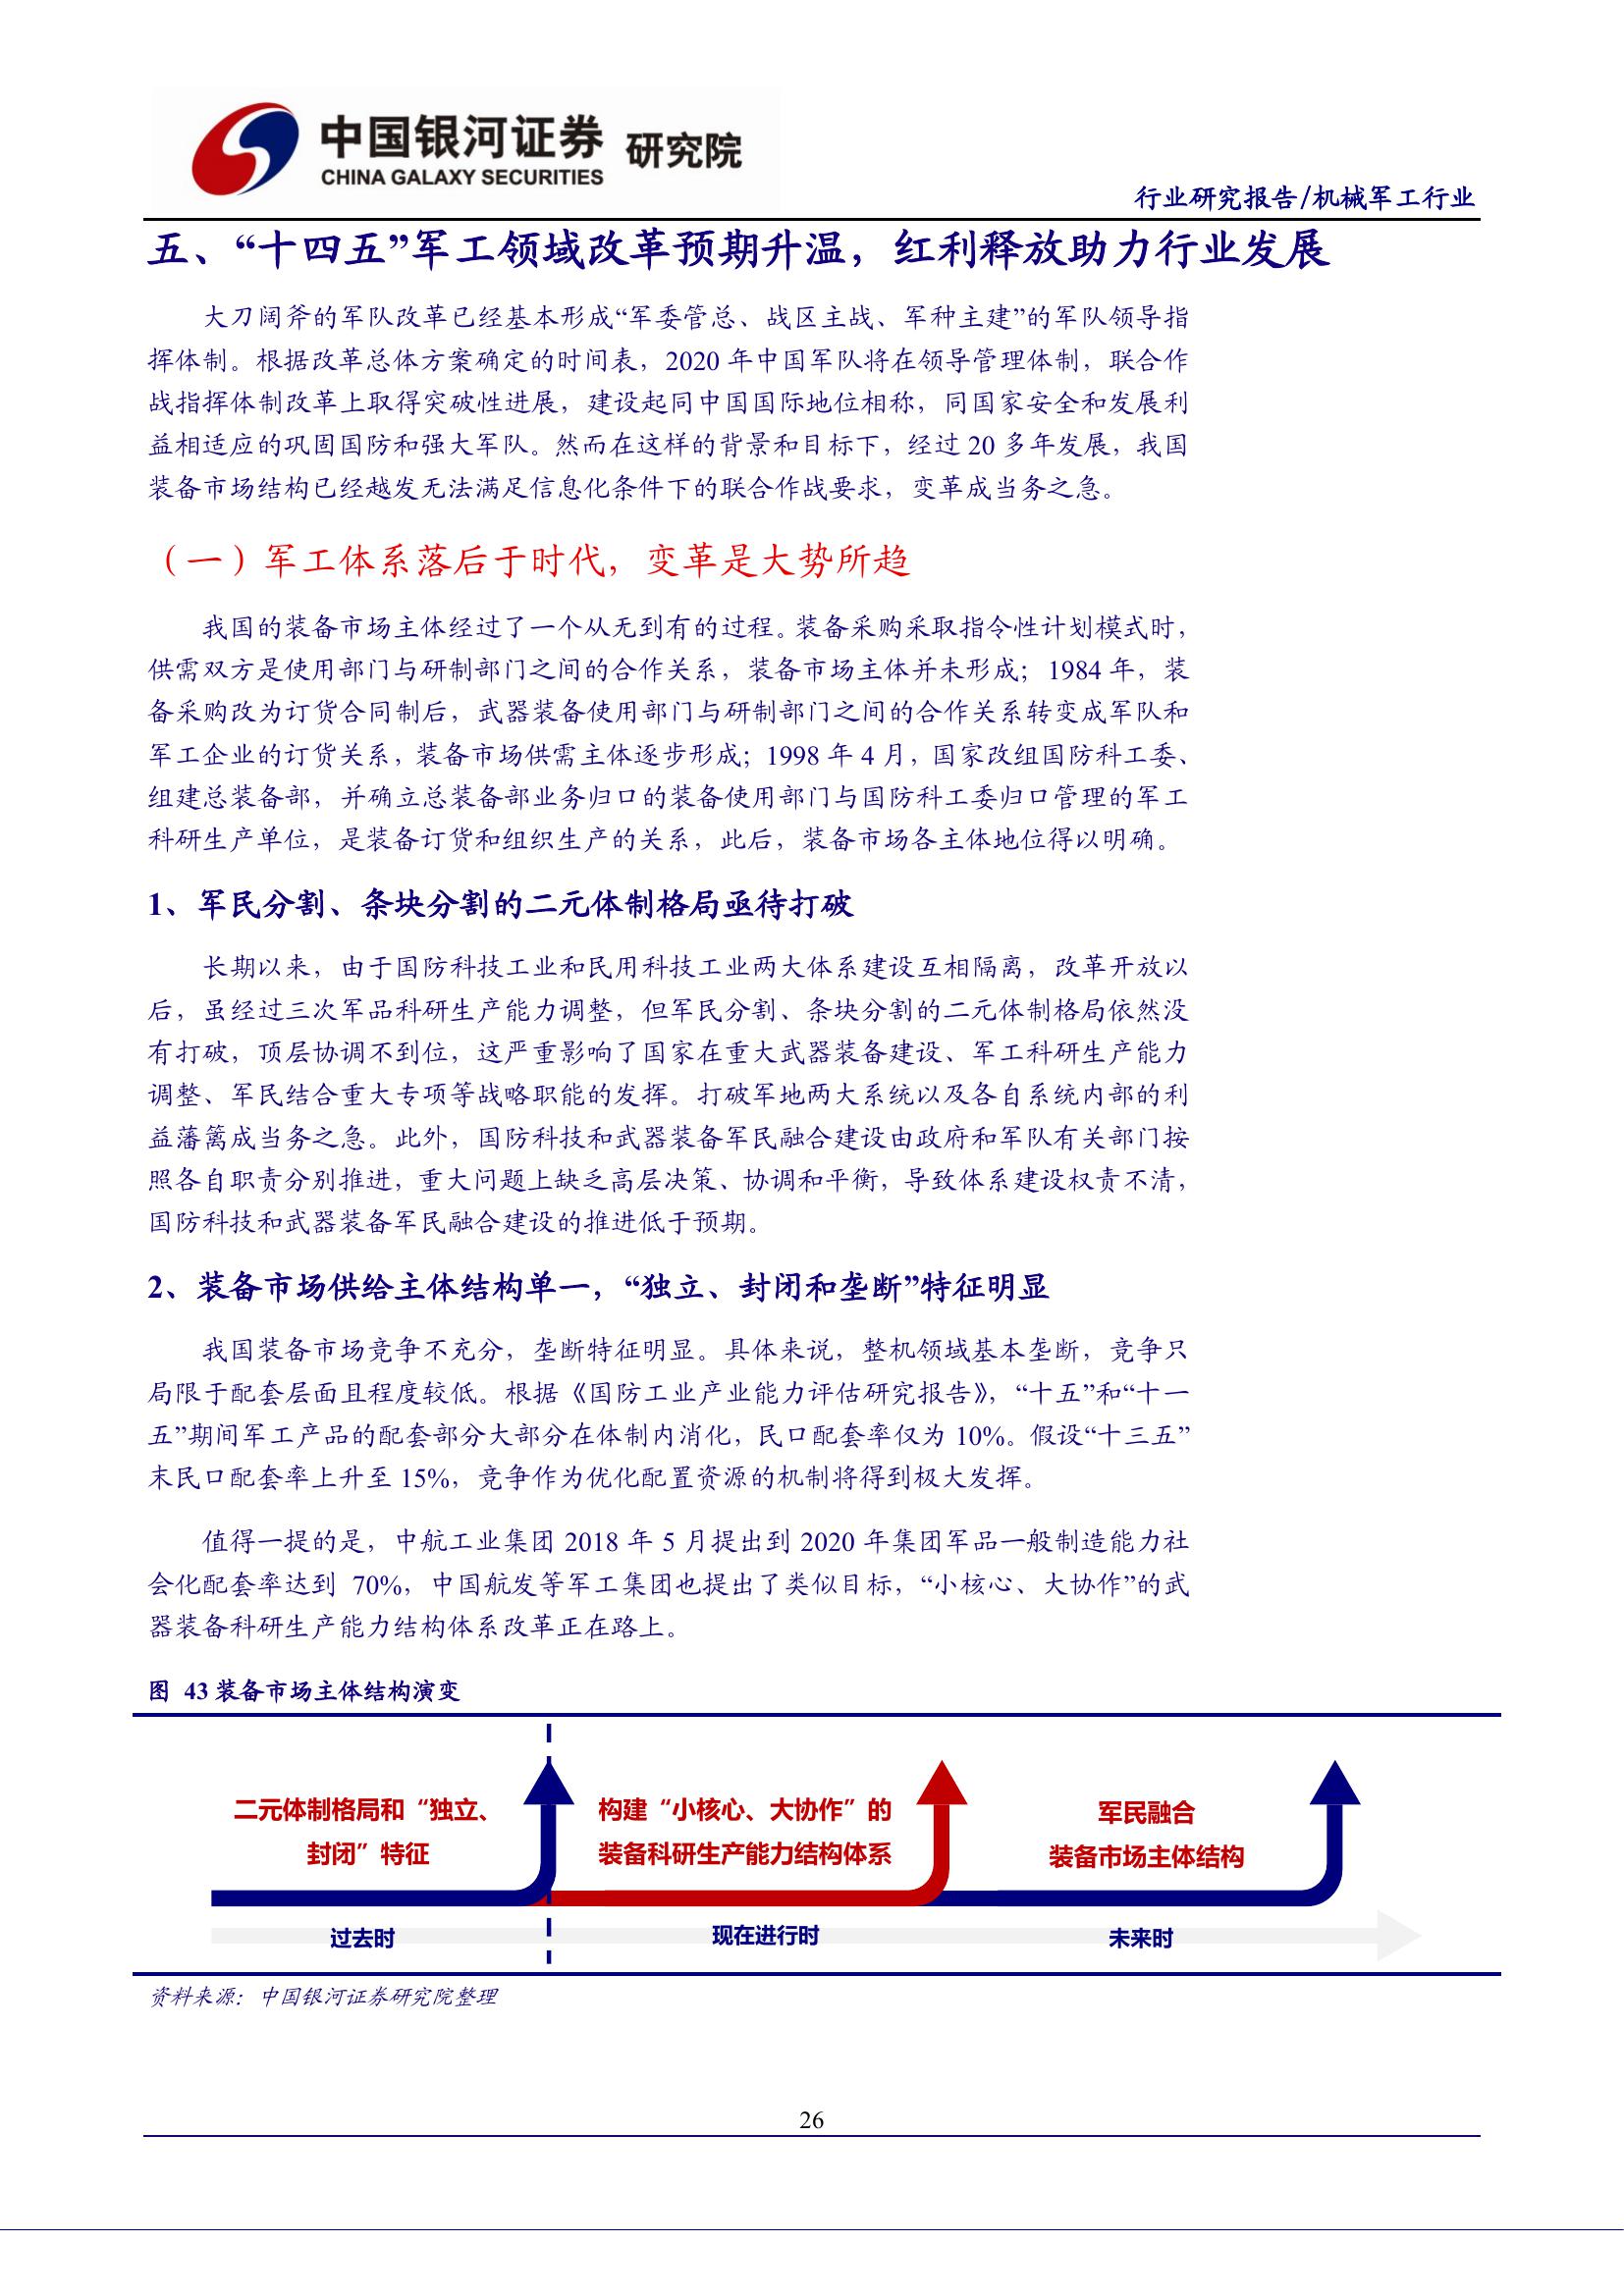 中国银河证券 研究院
CHINA GALAXY SECURITIES
行业研究报告/机械军工行业
五、“十四五”军工领域改革预期升温，红利释放助力行业发展
大刀阔斧的军队改革已经基本形成“军委管总、战区主战、军种主建”的军队领导指
挥体制。根据改革总体方案确定的时间表，2020 年中国军队将在领导管理体制，联合作
战指挥体制改革上取得突破性进展，建设起同中国国际地位相称，同国家安全和发展利
益相适应的巩固国防和强大军队。然而在这样的背景和目标下，经过 20 多年发展，我国
装备市场结构已经越发无法满足信息化条件下的联合作战要求，变革成当务之急。
（一）军工体系落后于时代，变革是大势所趋
我国的装备市场主体经过了一个从无到有的过程。装备采购采取指令性计划模式时，
供需双方是使用部门与研制部门之间的合作关系，装备市场主体并未形成；1984 年，装
备采购改为订货合同制后，武器装备使用部门与研制部门之间的合作关系转变成军队和
军工企业的订货关系，装备市场供需主体逐步形成；1998 年 4 月，国家改组国防科工委、
组建总装备部，并确立总装备部业务归口的装备使用部门与国防科工委归口管理的军工
科研生产单位，是装备订货和组织生产的关系，此后，装备市场各主体地位得以明确。
1、军民分割、条块分割的二元体制格局亟待打破
长期以来，由于国防科技工业和民用科技工业两大体系建设互相隔离，改革开放以
后，虽经过三次军品科研生产能力调整，但军民分割、条块分割的二元体制格局依然没
有打破，顶层协调不到位，这严重影响了国家在重大武器装备建设、军工科研生产能力
调整、军民结合重大专项等战略职能的发挥。打破军地两大系统以及各自系统内部的利
益藩篱成当务之急。此外，国防科技和武器装备军民融合建设由政府和军队有关部门按
照各自职责分别推进，重大问题上缺乏高层决策、协调和平衡，导致体系建设权责不清，
国防科技和武器装备军民融合建设的推进低于预期。
2、装备市场供给主体结构单一，“独立、封闭和垄断”特征明显
我国装备市场竞争不充分，垄断特征明显。具体来说，整机领域基本垄断，竞争只
局限于配套层面且程度较低。根据《国防工业产业能力评估研究报告》，“十五”和“十一
五”期间军工产品的配套部分大部分在体制内消化，民口配套率仅为 10%。假设“十三五”
末民口配套率上升至 15%，竞争作为优化配置资源的机制将得到极大发挥。
值得一提的是，中航工业集团 2018 年 5 月提出到 2020 年集团军品一般制造能力社
会化配套率达到 70%，中国航发等军工集团也提出了类似目标，“小核心、大协作”的武
器装备科研生产能力结构体系改革正在路上。
图 43 装备市场主体结构演变
二元体制格局和“独立、
封闭”特征
构建“小核心、大协作”的
装备科研生产能力结构体系
军民融合
装备市场主体结构
过去时
现在进行时
未来时
资料来源：中国银河证券研究院整理
26